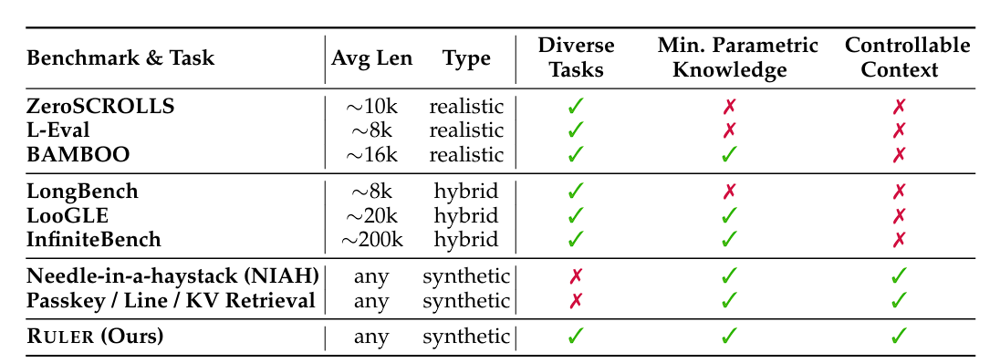 Benchmark & Task Avg Len Type Diverse Tasks Min. Parametric Knowledge Controllable Context
ZeroSCROLLS ~10k realistic ✓ ✗ ✗
L-Eval ~8k realistic ✓ ✗ ✗
BAMBOO ~16k realistic ✓ ✓ ✗
LongBench ~8k hybrid ✓ ✗ ✗
LooGLE ~20k hybrid ✓ ✓ ✗
InfiniteBench ~200k hybrid ✓ ✓ ✗
Needle-in-a-haystack (NIAH) any synthetic ✗ ✓ ✓
Passkey / Line / KV Retrieval any synthetic ✗ ✓ ✓
RULER (Ours) any synthetic ✓ ✓ ✓